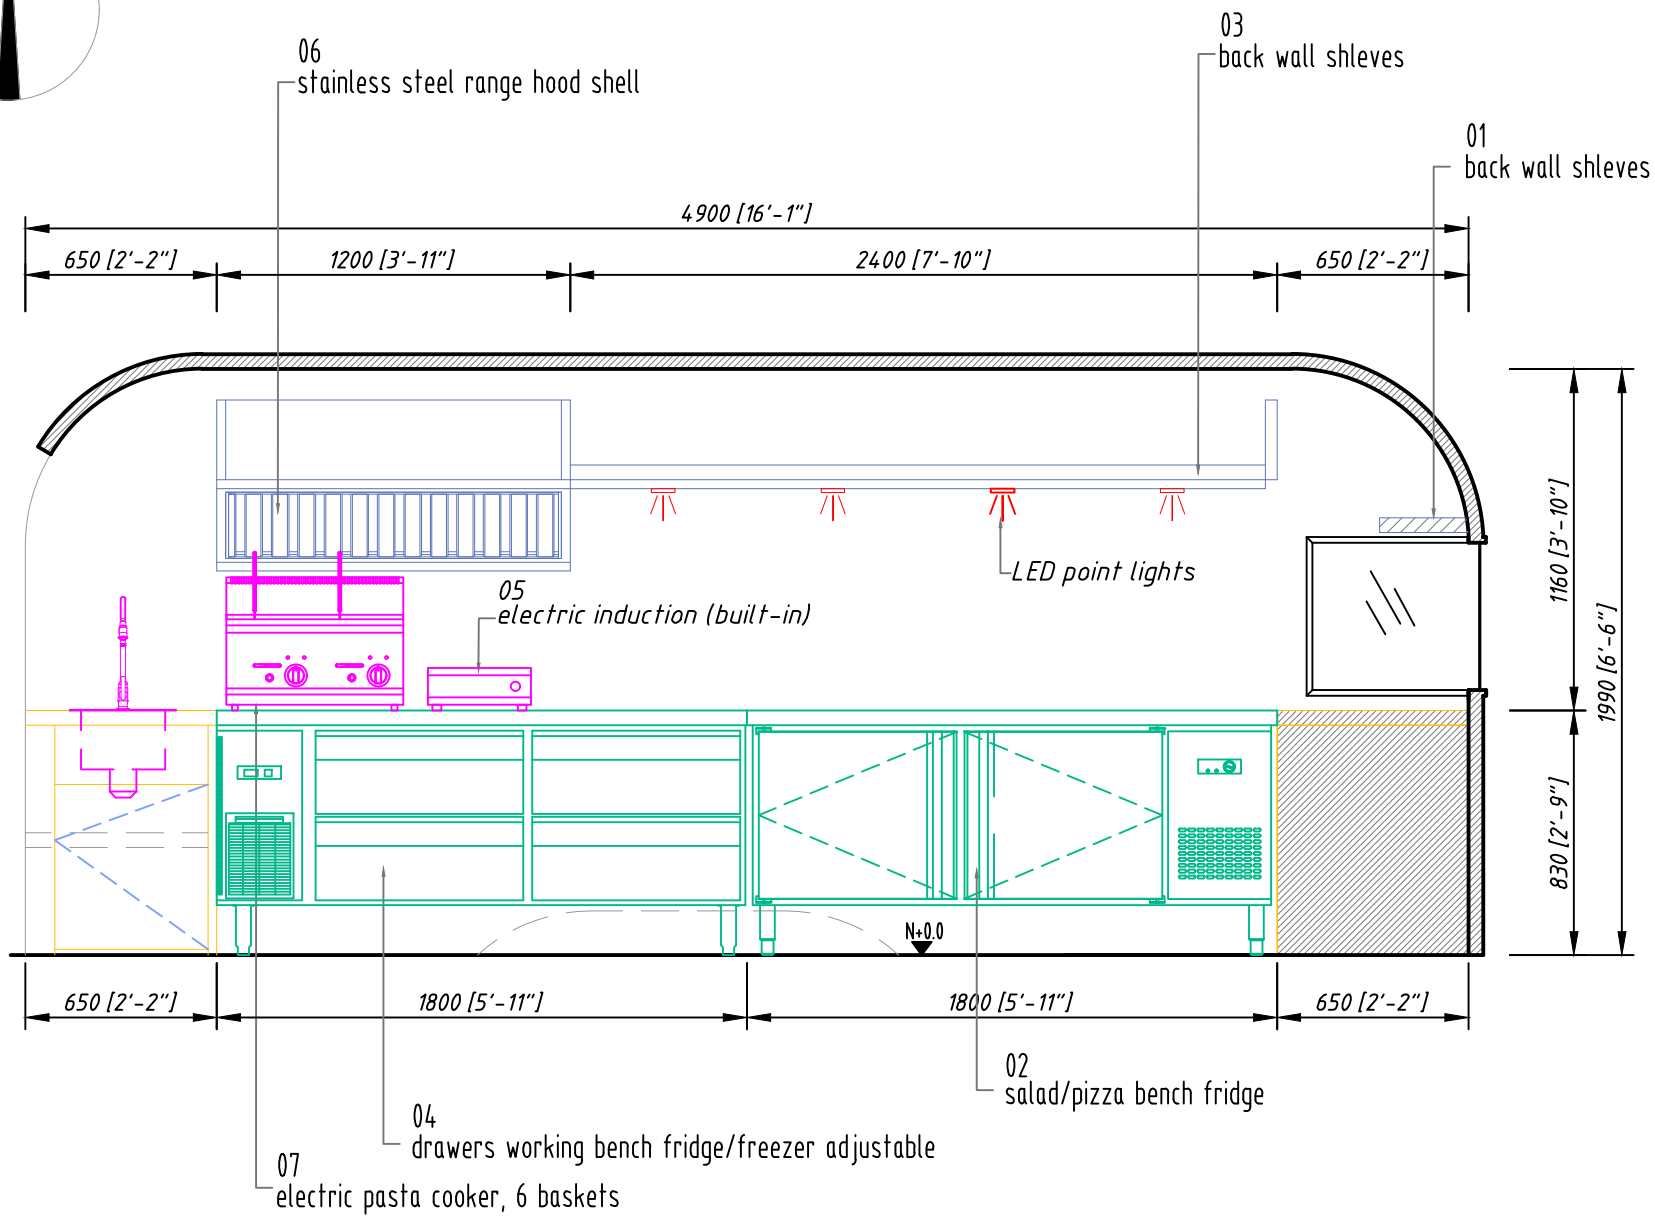 03
back wall shleves
06
stainless steel range hood shell
01
back wall shleves
4900 [16'-1"]
650 [2'-2"]
1200 [3'-11"]
2400 [7'-10"]
650 [2'-2"]
1160 [3'-10"]
LED point lights
05
electric induction (built-in)
1990 [6'-6"]
830 [2'-9"]
N+0.0
650 [2'-2"]
1800 [5'-11"]
1800 [5'-11"]
650 [2'-2"]
02
salad/pizza bench fridge
04
drawers working bench fridge/freezer adjustable
07
electric pasta cooker, 6 baskets